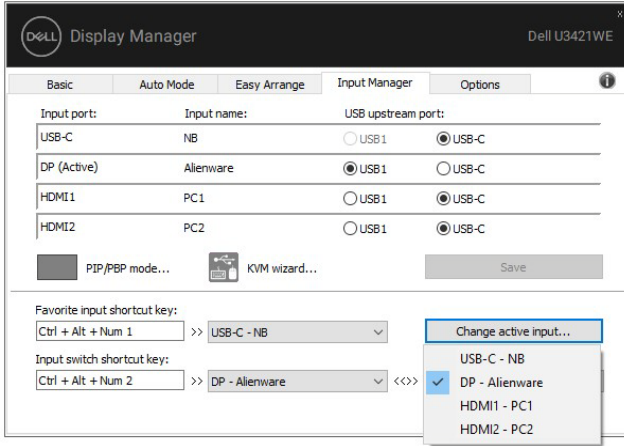 DELL Display Manager Dell U3421WE x
Basic Auto Mode Easy Arrange Input Manager Options i
Input port: Input name: USB upstream port:
USB-C NB USB1 USB-C
DP (Active) Alienware USB1 USB-C
HDMI1 PC1 USB1 USB-C
HDMI2 PC2 USB1 USB-C
PIP/PBP mode... KVM wizard... Save
Favorite input shortcut key:
Ctrl + Alt + Num 1 >> USB-C - NB Change active input...
Input switch shortcut key:
Ctrl + Alt + Num 2 >> DP - Alienware <<>>
USB-C - NB
DP - Alienware
HDMI1 - PC1
HDMI2 - PC2